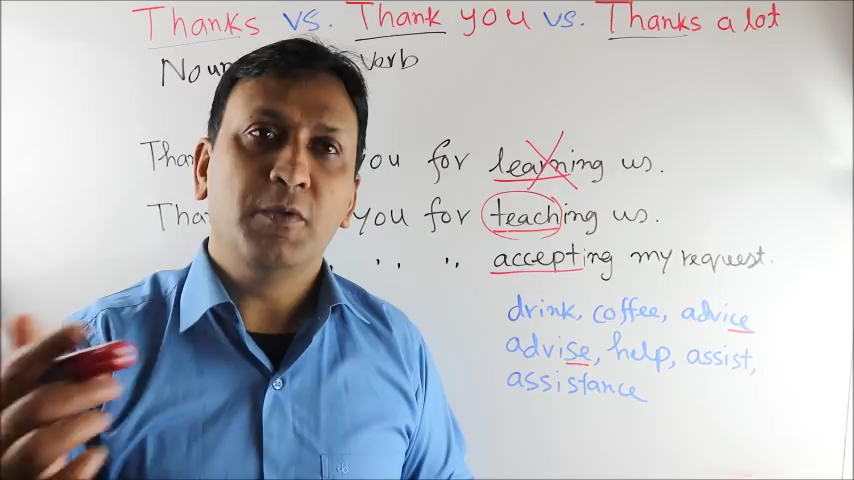 Thanks vs. Thank you vs. Thanks a lot
Noun verb
you for learning us.
you for teaching us.
" " accepting my request.
drink, coffee, advice
advise, help, assist,
assistance